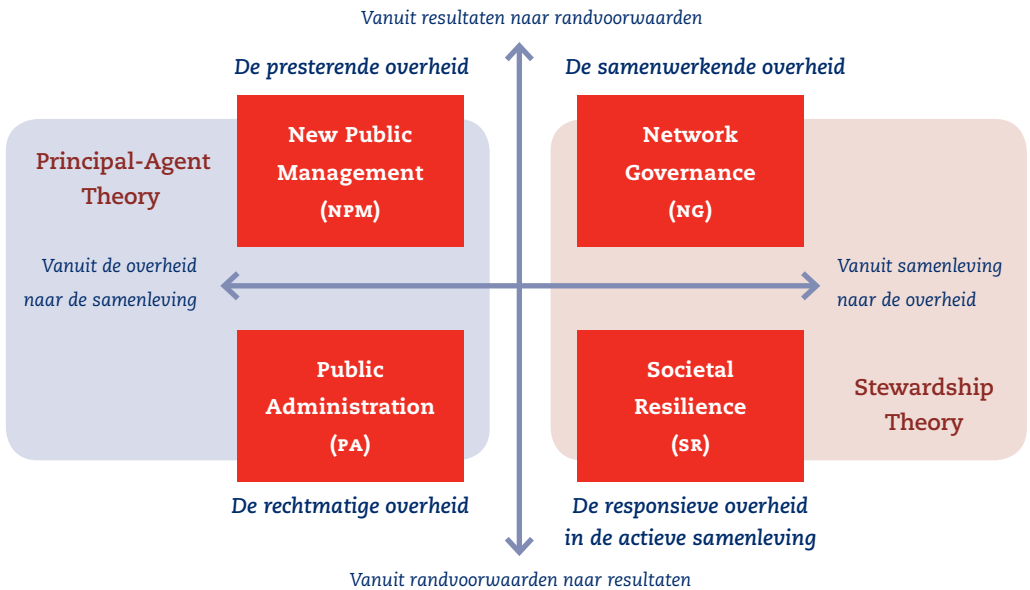 Vanuit resultaten naar randvoorwaarden
De presterende overheid
De samenwerkende overheid
New Public
Management
(NPM)
Network
Governance
(NG)
Principal-Agent
Theory
Vanuit de overheid
naar de samenleving
Vanuit samenleving
naar de overheid
Public
Administration
(PA)
Societal
Resilience
(SR)
Stewardship
Theory
De rechtmatige overheid
De responsieve overheid
in de actieve samenleving
Vanuit randvoorwaarden naar resultaten